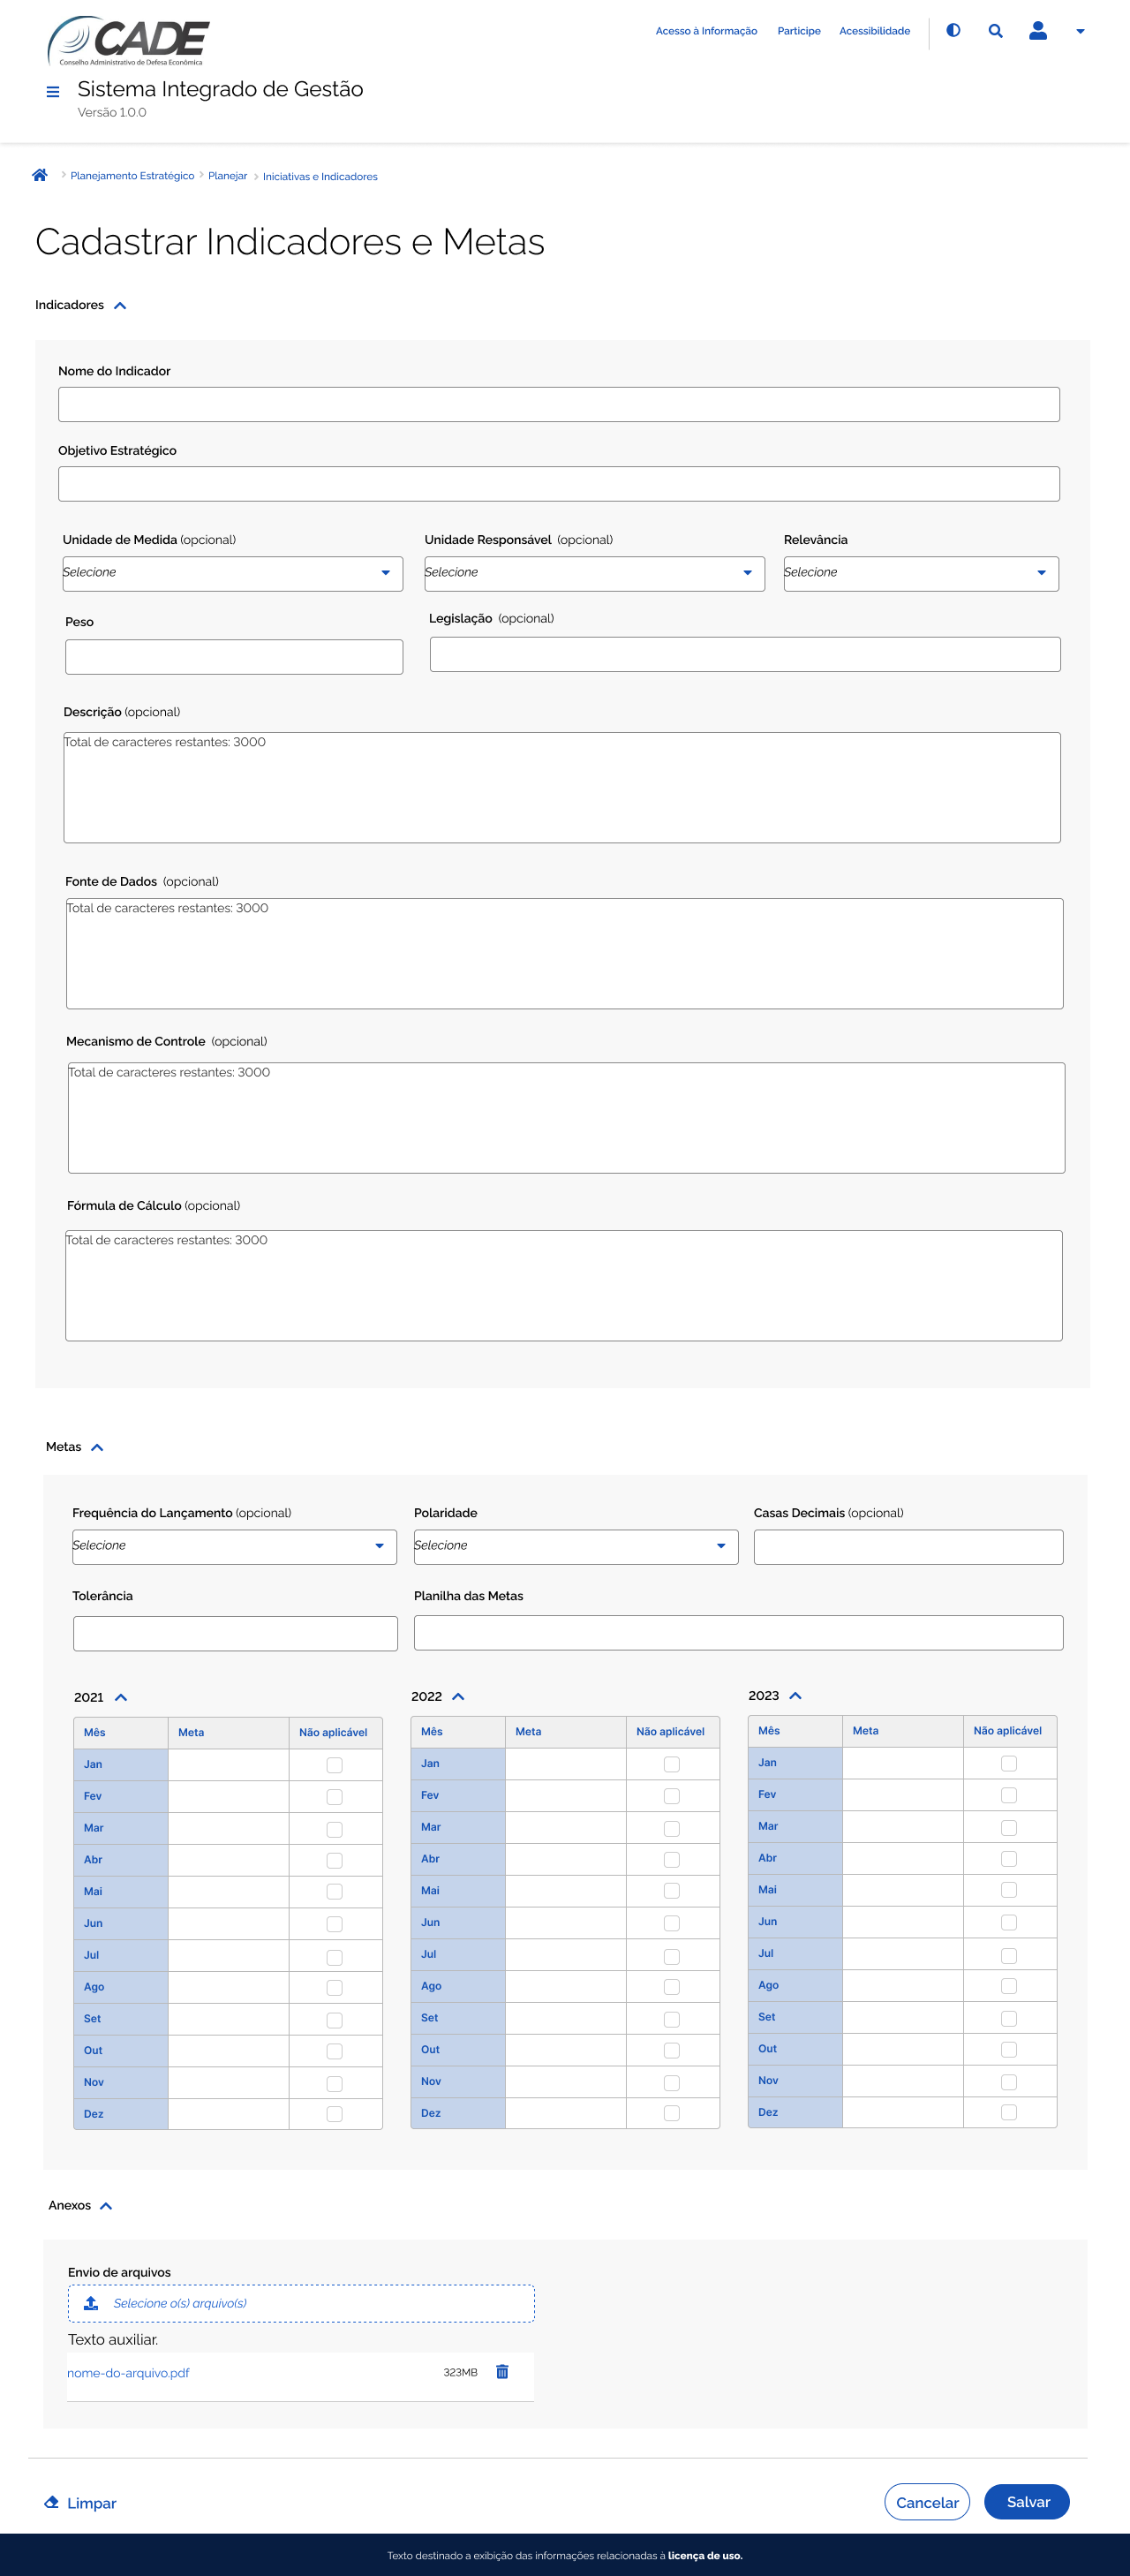 CADE
Conselho Administrativo de Defesa Econômica
Acesso à Informação Participe Acessibilidade
Sistema Integrado de Gestão
Versão 1.0.0
Planejamento Estratégico Planejar Iniciativas e Indicadores
Cadastrar Indicadores e Metas
Indicadores
Nome do Indicador
Objetivo Estratégico
Unidade de Medida (opcional) Unidade Responsável (opcional) Relevância
Selecione Selecione Selecione
Peso Legislação (opcional)
Descrição (opcional)
Total de caracteres restantes: 3000
Fonte de Dados (opcional)
Total de caracteres restantes: 3000
Mecanismo de Controle (opcional)
Total de caracteres restantes: 3000
Fórmula de Cálculo (opcional)
Total de caracteres restantes: 3000
Metas
Frequência do Lançamento (opcional) Polaridade Casas Decimais (opcional)
Selecione Selecione
Tolerância Planilha das Metas
2021 2022 2023
Mês Meta Não aplicável Mês Meta Não aplicável Mês Meta Não aplicável
Jan Jan Jan
Fev Fev Fev
Mar Mar Mar
Abr Abr Abr
Mai Mai Mai
Jun Jun Jun
Jul Jul Jul
Ago Ago Ago
Set Set Set
Out Out Out
Nov Nov Nov
Dez Dez Dez
Anexos
Envio de arquivos
Selecione o(s) arquivo(s)
Texto auxiliar.
nome-do-arquivo.pdf 323MB
Limpar Cancelar Salvar
Texto destinado a exibição das informações relacionadas à licença de uso.